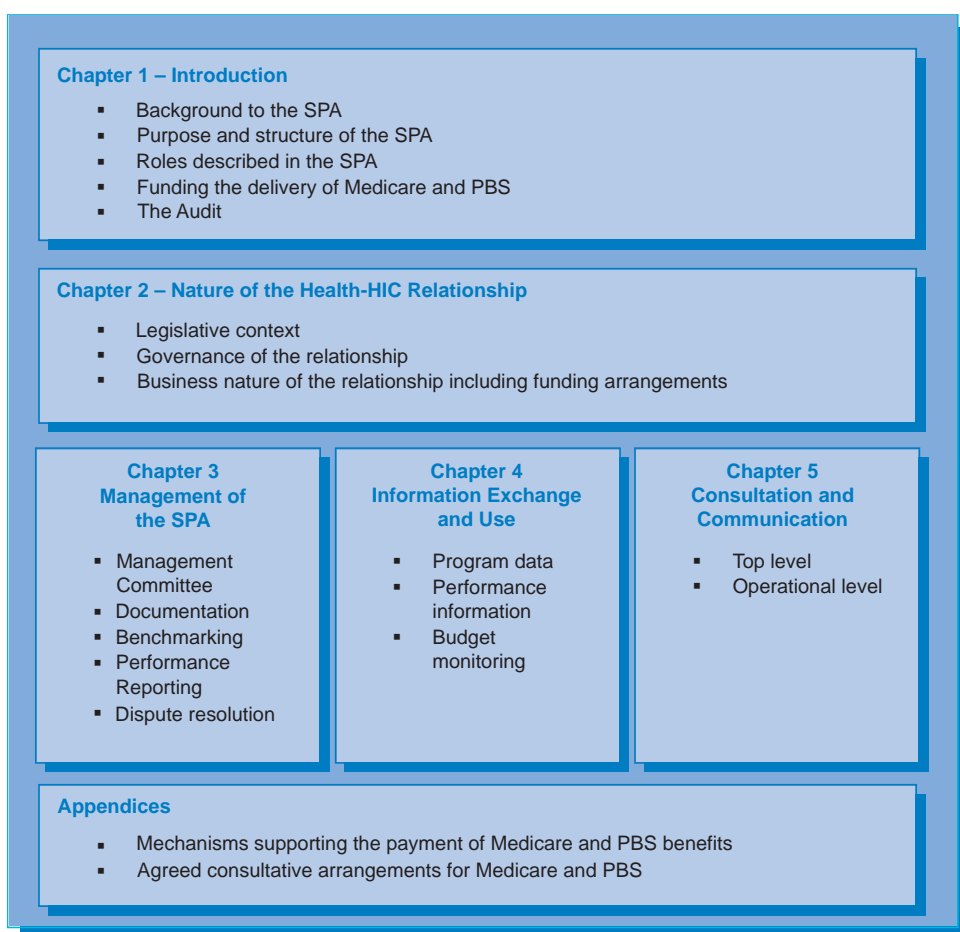 Chapter 1 – Introduction
▪ Background to the SPA
▪ Purpose and structure of the SPA
▪ Roles described in the SPA
▪ Funding the delivery of Medicare and PBS
▪ The Audit
Chapter 2 – Nature of the Health-HIC Relationship
▪ Legislative context
▪ Governance of the relationship
▪ Business nature of the relationship including funding arrangements
Chapter 3
Management of
the SPA
▪ Management
Committee
▪ Documentation
▪ Benchmarking
▪ Performance
Reporting
▪ Dispute resolution
Chapter 4
Information Exchange
and Use
▪ Program data
▪ Performance
information
▪ Budget
monitoring
Chapter 5
Consultation and
Communication
▪ Top level
▪ Operational level
Appendices
▪ Mechanisms supporting the payment of Medicare and PBS benefits
▪ Agreed consultative arrangements for Medicare and PBS